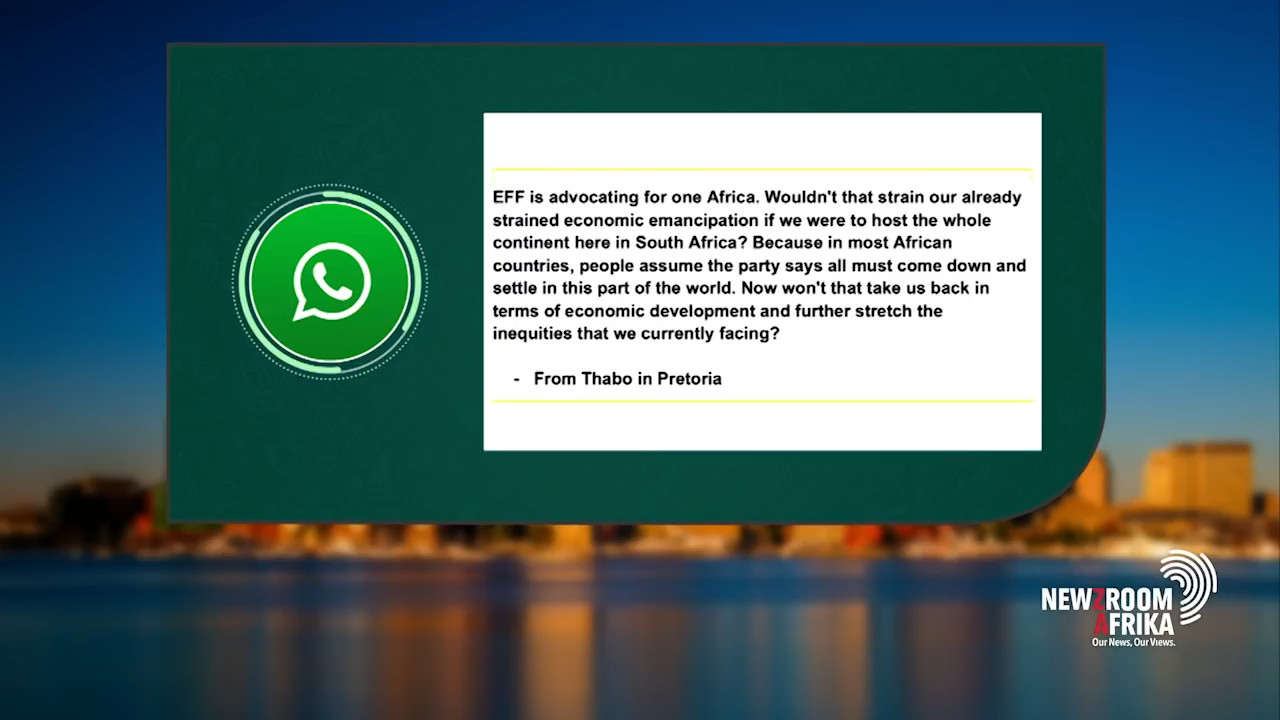 EFF is advocating for one Africa. Wouldn't that strain our already
strained economic emancipation if we were to host the whole
continent here in South Africa? Because in most African
countries, people assume the party says all must come down and
settle in this part of the world. Now won't that take us back in
terms of economic development and further stretch the
inequities that we currently facing?
- From Thabo in Pretoria
NEWZROOM
AFRIKA
Our News, Our Views.